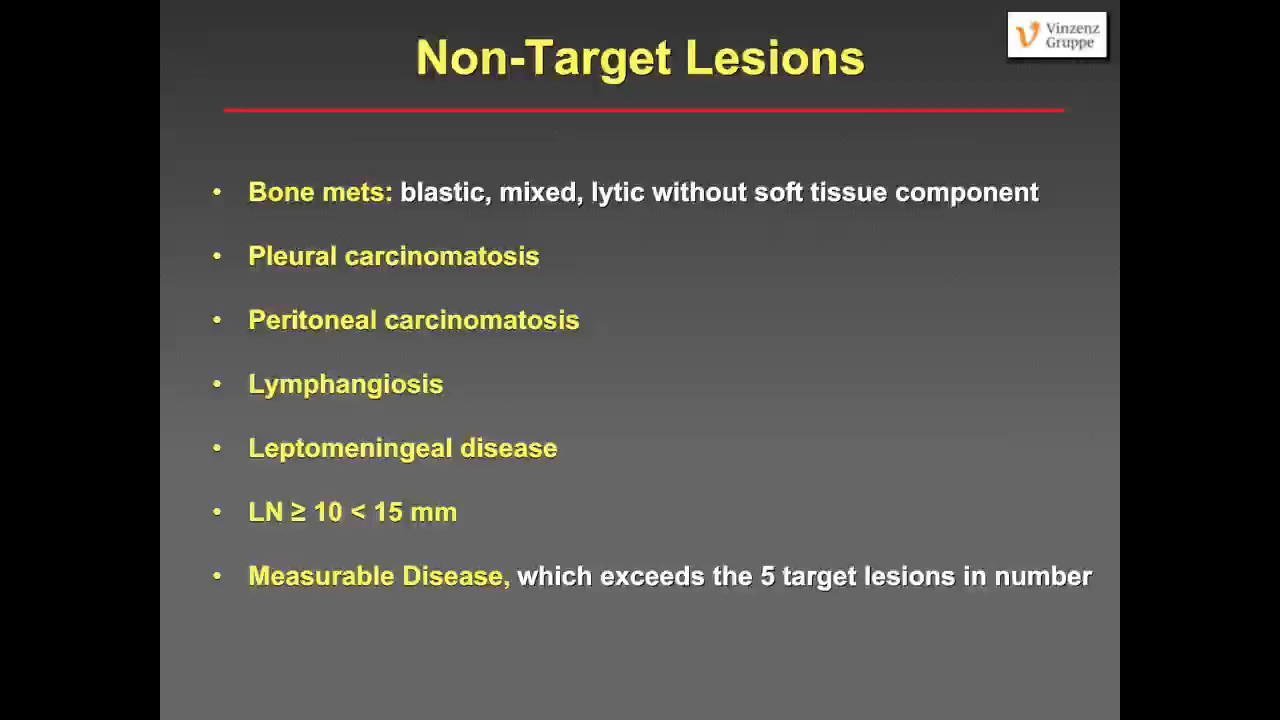 Vinzenz
Gruppe
Non-Target Lesions
• Bone mets: blastic, mixed, lytic without soft tissue component
• Pleural carcinomatosis
• Peritoneal carcinomatosis
• Lymphangiosis
• Leptomeningeal disease
• LN ≥ 10 < 15 mm
• Measurable Disease, which exceeds the 5 target lesions in number